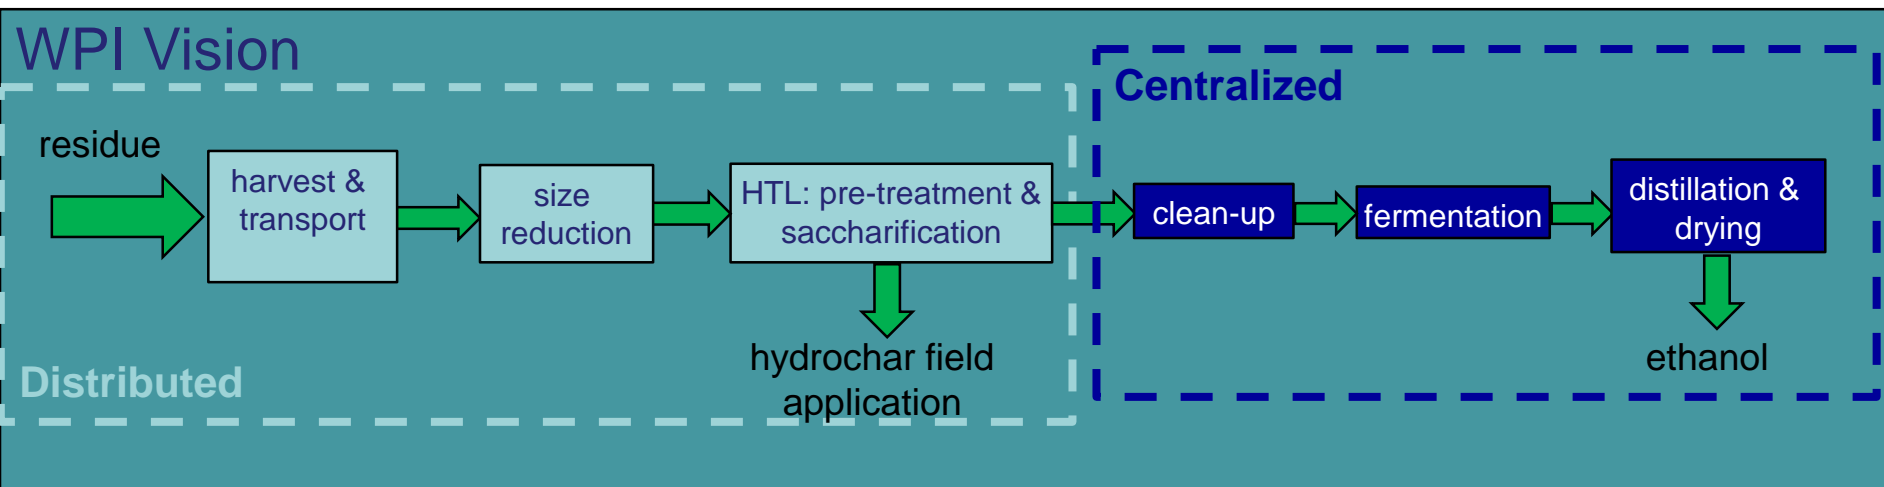 WPI Vision
Centralized
residue
harvest &
transport
size
reduction
HTL: pre-treatment &
saccharification
clean-up
fermentation
distillation &
drying
hydrochar field
application
ethanol
Distributed